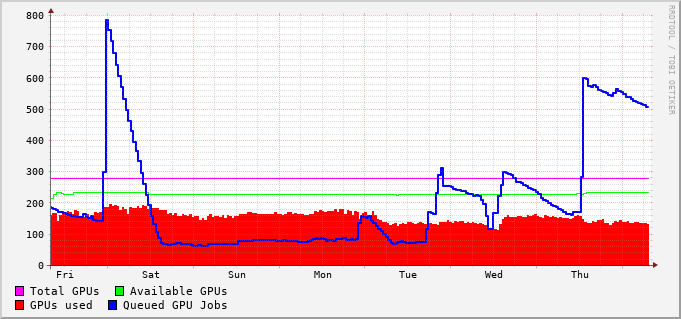 800
700
600
500
400
300
200
100
0
Fri Sat Sun Mon Tue Wed Thu
Total GPUs Available GPUs
GPUs used Queued GPU Jobs
RRDTOOL / TOBI OETIKER